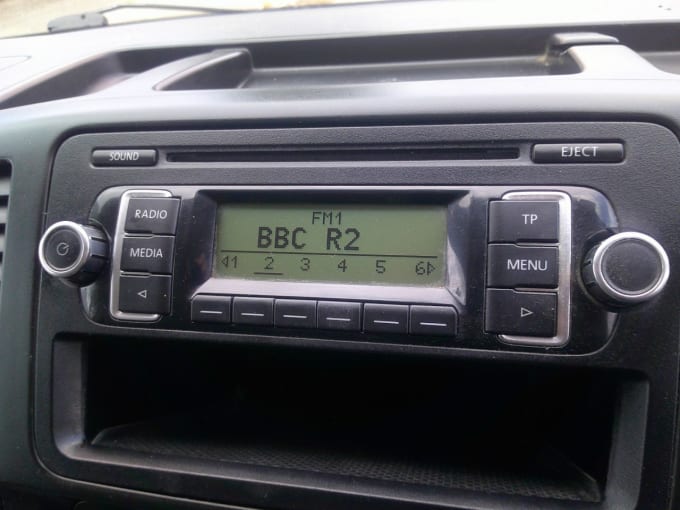 SOUND
EJECT
RADIO
MEDIA
FM1
BBC R2
1 2 3 4 5 6
TP
MENU